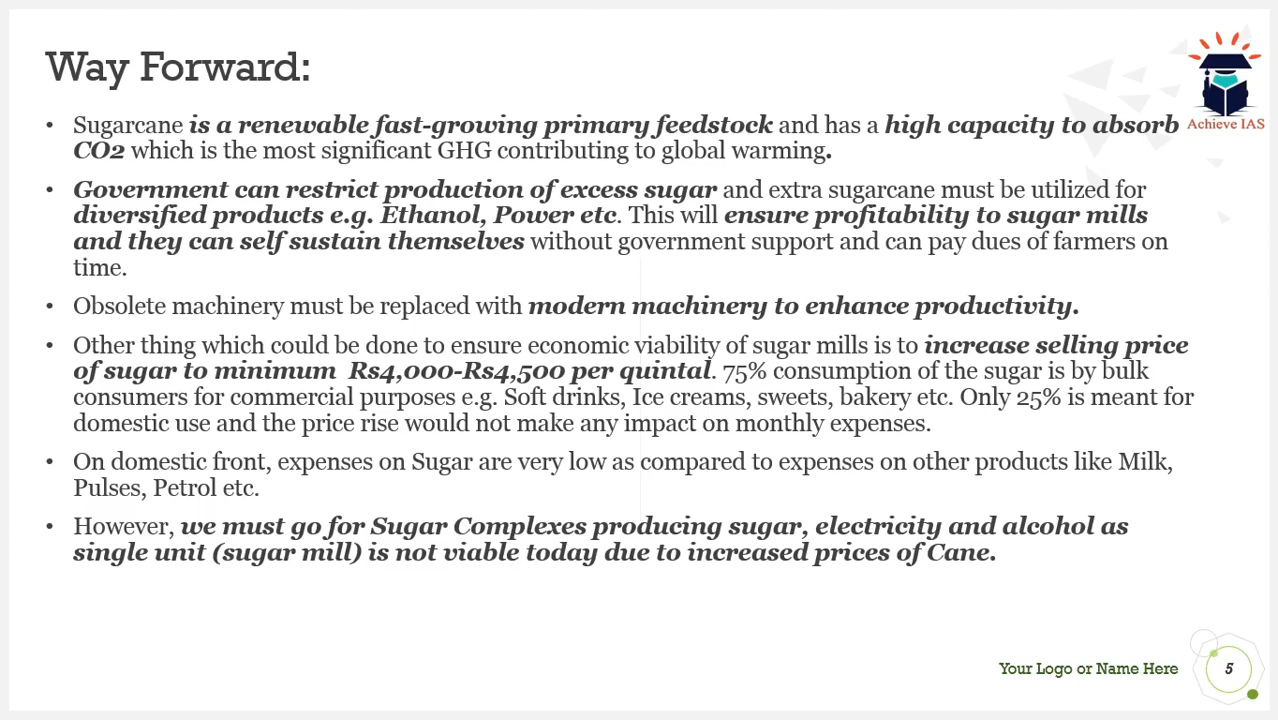 Way Forward:
Achieve IAS
• Sugarcane is a renewable fast-growing primary feedstock and has a high capacity to absorb
CO2 which is the most significant GHG contributing to global warming.
• Government can restrict production of excess sugar and extra sugarcane must be utilized for
diversified products e.g. Ethanol, Power etc. This will ensure profitability to sugar mills
and they can self sustain themselves without government support and can pay dues of farmers on
time.
• Obsolete machinery must be replaced with modern machinery to enhance productivity.
• Other thing which could be done to ensure economic viability of sugar mills is to increase selling price
of sugar to minimum Rs4,000-Rs4,500 per quintal. 75% consumption of the sugar is by bulk
consumers for commercial purposes e.g. Soft drinks, Ice creams, sweets, bakery etc. Only 25% is meant for
domestic use and the price rise would not make any impact on monthly expenses.
• On domestic front, expenses on Sugar are very low as compared to expenses on other products like Milk,
Pulses, Petrol etc.
• However, we must go for Sugar Complexes producing sugar, electricity and alcohol as
single unit (sugar mill) is not viable today due to increased prices of Cane.
Your Logo or Name Here
5